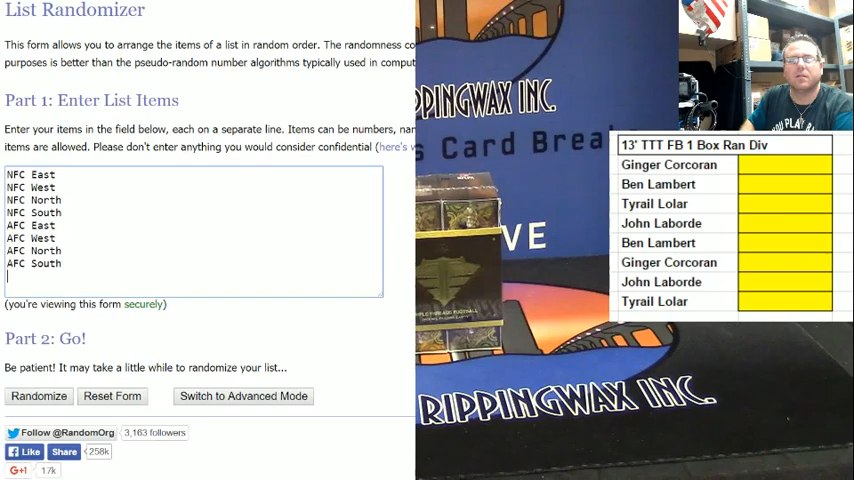 List Randomizer
This form allows you to arrange the items of a list in random order. The randomness co
purposes is better than the pseudo-random number algorithms typically used in comput
Part 1: Enter List Items
Enter your items in the field below, each on a separate line. Items can be numbers, nam
items are allowed. Please don't enter anything you would consider confidential (here's w
NFC East
NFC West
NFC North
NFC South
AFC East
AFC West
AFC North
AFC South
(you're viewing this form securely)
Part 2: Go!
Be patient! It may take a little while to randomize your list...
Randomize Reset Form Switch to Advanced Mode
Follow @RandomOrg 3,163 followers
Like Share 258k
G+1 17k
PPINGWAX INC.
s Card Brea
VE
RIPPINGWAX INC.
YOU PLAY
13' TTT FB 1 Box Ran Div
Ginger Corcoran
Ben Lambert
Tyrail Lolar
John Laborde
Ben Lambert
Ginger Corcoran
John Laborde
Tyrail Lolar